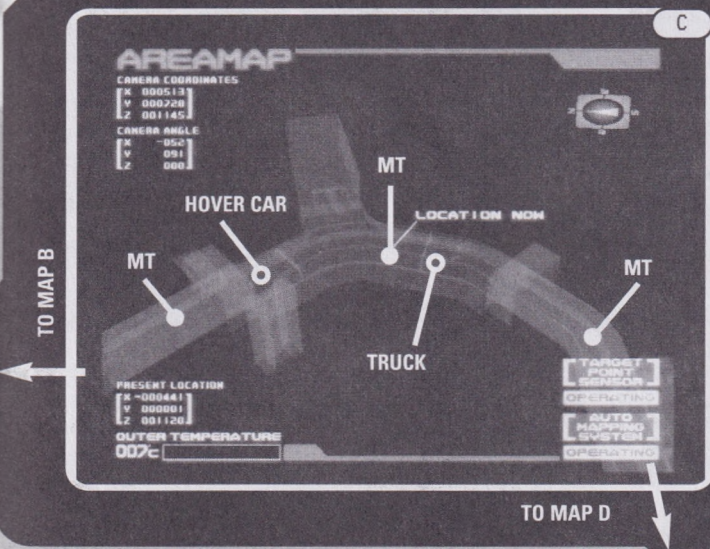 C
AREAMAP
CAMERA COORDINATES
X 000513
Y 000720
Z 001145
CAMERA ANGLE
X -052
Y 091
Z 000
MT
HOVER CAR
LOCATION NOW
MT
MT
TO MAP B
TRUCK
PRESENT LOCATION
X -000441
Y 000001
Z 001120
TARGET
POINT
SENSOR
OPERATING
AUTO
MAPPING
SYSTEM
OPERATING
OUTER TEMPERATURE
007c
TO MAP D